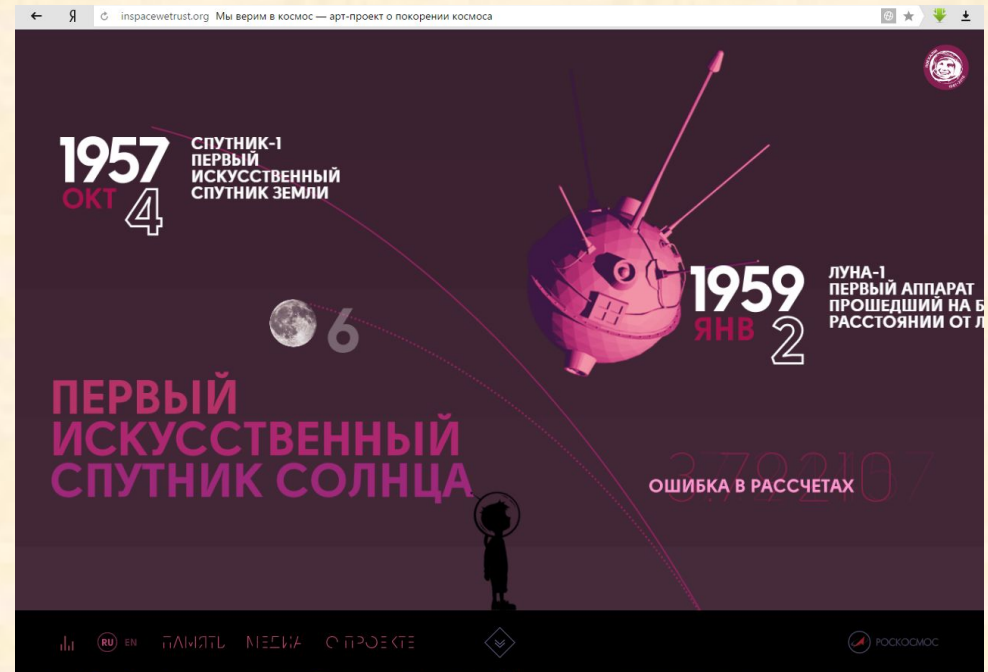 Я
inspacewetrust.org Мы верим в космос — арт-проект о покорении космоса
1957
ОКТ 4
СПУТНИК-1
ПЕРВЫЙ
ИСКУССТВЕННЫЙ
СПУТНИК ЗЕМЛИ
1959
ЯНВ 2
ЛУНА-1
ПЕРВЫЙ АППАРАТ
ПРОШЕДШИЙ НА Б
РАССТОЯНИИ ОТ Л
6
ПЕРВЫЙ
ИСКУССТВЕННЫЙ
СПУТНИК СОЛНЦА
ОШИБКА В РАССЧЕТАХ
RU EN ПАМЯТЬ МЕДИА О ПРОЕКТЕ
РОСКОСМОС